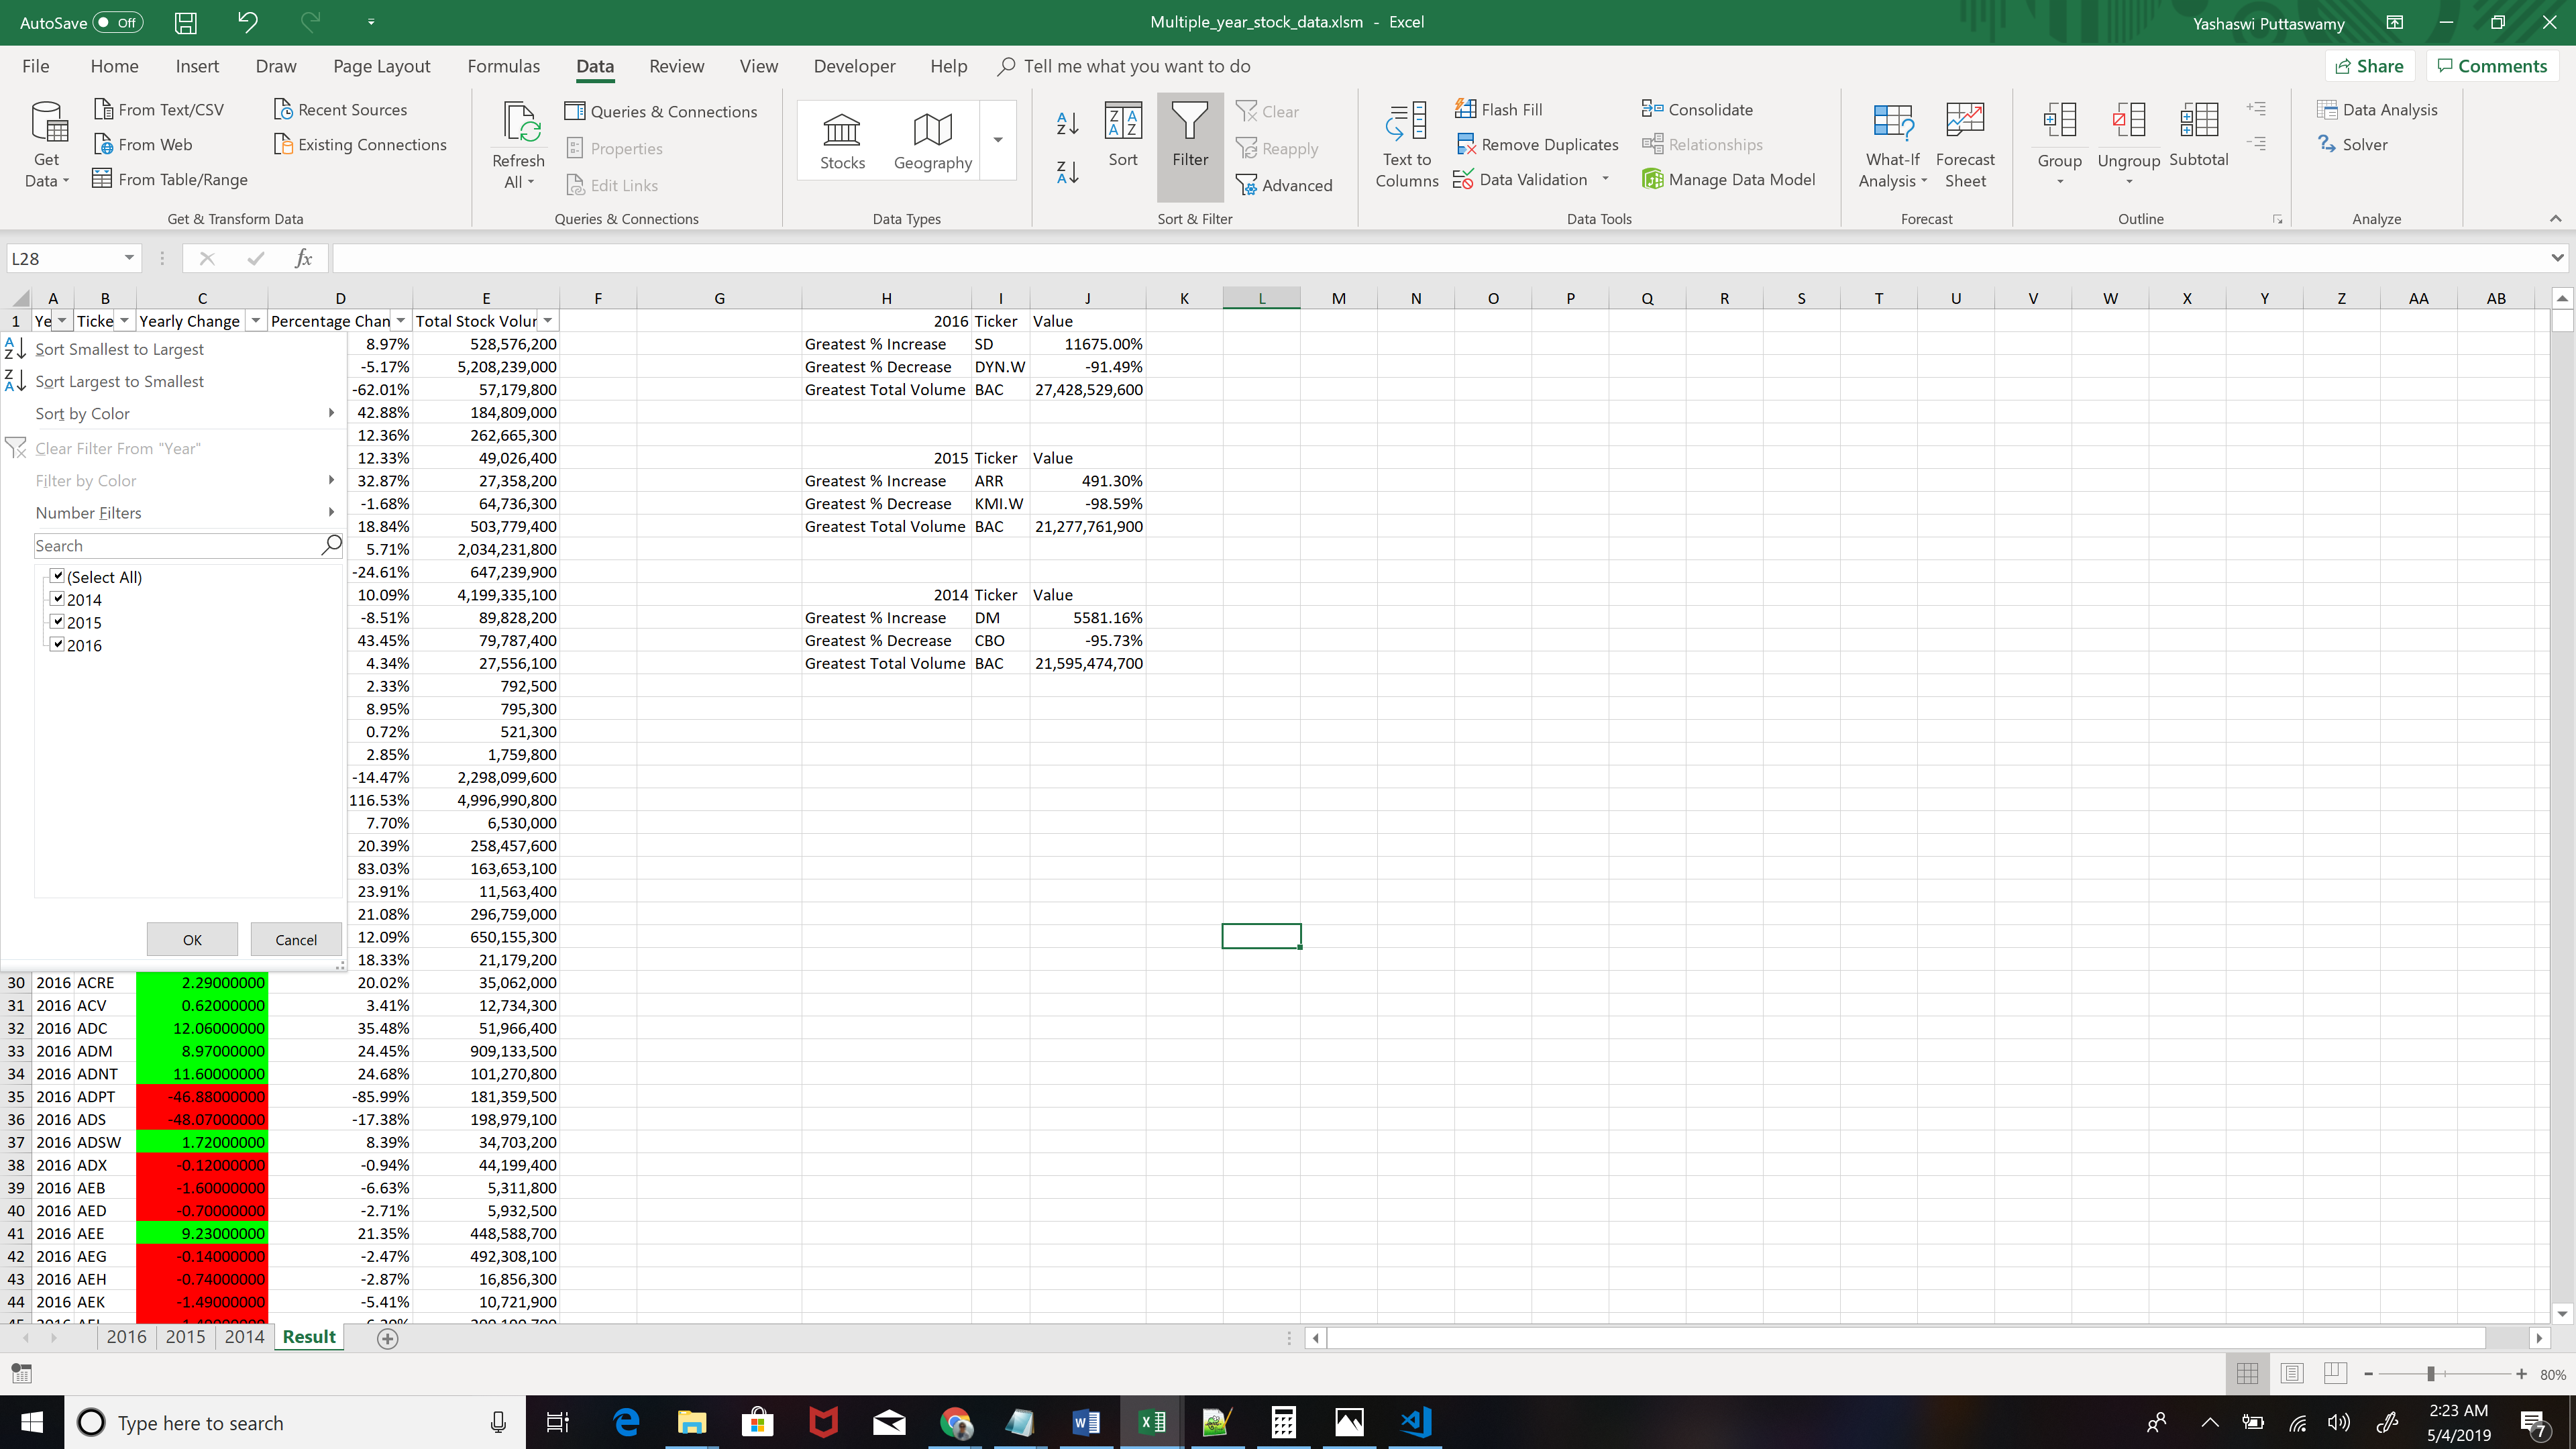 AutoSave Off Multiple_year_stock_data.xlsm - Excel Yashaswi Puttaswamy
File Home Insert Draw Page Layout Formulas Data Review View Developer Help Tell me what you want to do Share Comments
Get Data From Text/CSV From Web From Table/Range Recent Sources Existing Connections
Get & Transform Data
Refresh All Queries & Connections Properties Edit Links
Queries & Connections
Stocks Geography
Data Types
Sort Filter Clear Reapply Advanced
Sort & Filter
Text to Columns Flash Fill Remove Duplicates Data Validation Consolidate Relationships Manage Data Model
Data Tools
What-If Analysis Forecast Sheet
Forecast
Group Ungroup Subtotal
Outline
Data Analysis Solver
Analyze
L28 fx
A B C D E F G H I J K L M N O P Q R S T U V W X Y Z AA AB
1 Ye Ticke Yearly Change Percentage Chan Total Stock Volur 2016 Ticker Value
Sort Smallest to Largest
Sort Largest to Smallest
Sort by Color
Clear Filter From "Year"
Filter by Color
Number Filters
Search
(Select All)
2014
2015
2016
OK Cancel
8.97% 528,576,200 Greatest % Increase SD 11675.00%
-5.17% 5,208,239,000 Greatest % Decrease DYN.W -91.49%
-62.01% 57,179,800 Greatest Total Volume BAC 27,428,529,600
42.88% 184,809,000
12.36% 262,665,300
12.33% 49,026,400 2015 Ticker Value
32.87% 27,358,200 Greatest % Increase ARR 491.30%
-1.68% 64,736,300 Greatest % Decrease KMI.W -98.59%
18.84% 503,779,400 Greatest Total Volume BAC 21,277,761,900
5.71% 2,034,231,800
-24.61% 647,239,900
10.09% 4,199,335,100 2014 Ticker Value
-8.51% 89,828,200 Greatest % Increase DM 5581.16%
43.45% 79,787,400 Greatest % Decrease CBO -95.73%
4.34% 27,556,100 Greatest Total Volume BAC 21,595,474,700
2.33% 792,500
8.95% 795,300
0.72% 521,300
2.85% 1,759,800
-14.47% 2,298,099,600
116.53% 4,996,990,800
7.70% 6,530,000
20.39% 258,457,600
83.03% 163,653,100
23.91% 11,563,400
21.08% 296,759,000
12.09% 650,155,300
18.33% 21,179,200
30 2016 ACRE 2.29000000 20.02% 35,062,000
31 2016 ACV 0.62000000 3.41% 12,734,300
32 2016 ADC 12.06000000 35.48% 51,966,400
33 2016 ADM 8.97000000 24.45% 909,133,500
34 2016 ADNT 11.60000000 24.68% 101,270,800
35 2016 ADPT -46.88000000 -85.99% 181,359,500
36 2016 ADS -48.07000000 -17.38% 198,979,100
37 2016 ADSW 1.72000000 8.39% 34,703,200
38 2016 ADX -0.12000000 -0.94% 44,199,400
39 2016 AEB -1.60000000 -6.63% 5,311,800
40 2016 AED -0.70000000 -2.71% 5,932,500
41 2016 AEE 9.23000000 21.35% 448,588,700
42 2016 AEG -0.14000000 -2.47% 492,308,100
43 2016 AEH -0.74000000 -2.87% 16,856,300
44 2016 AEK -1.49000000 -5.41% 10,721,900
2016 2015 2014 Result
80%
Type here to search
2:23 AM
5/4/2019
7